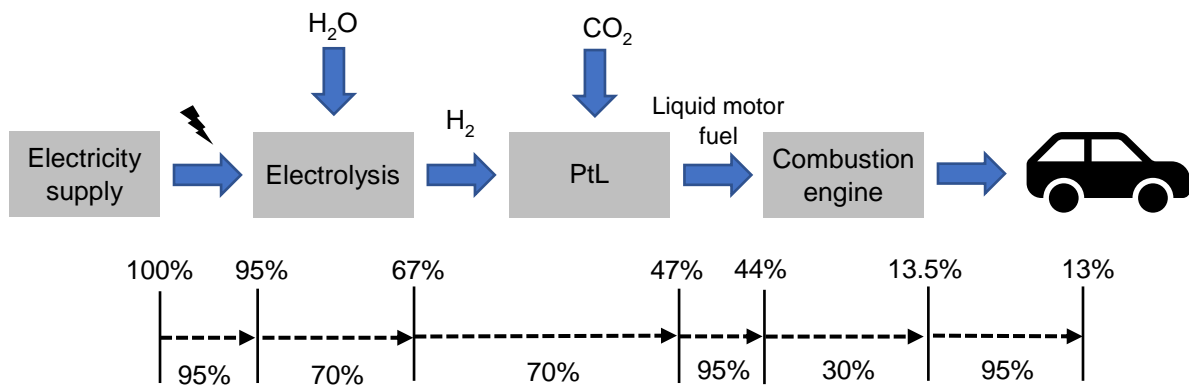 H₂O
CO₂
H₂
Liquid motor
fuel
Electricity
supply
Electrolysis
PtL
Combustion
engine
100%
95%
67%
47%
44%
13.5%
13%
95%
70%
70%
95%
30%
95%